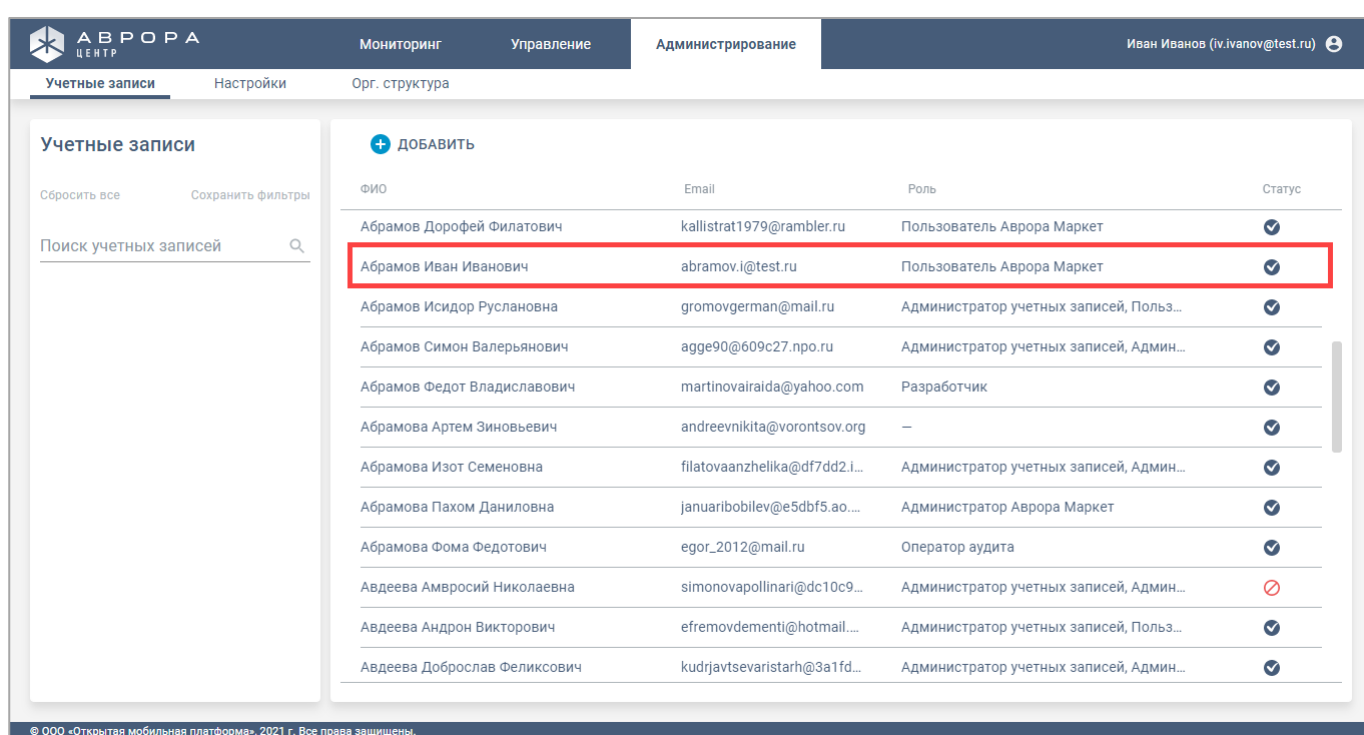 АВРОРА
ЦЕНТР
Мониторинг Управление Администрирование Иван Иванов (iv.ivanov@test.ru)
Учетные записи Настройки Орг. структура
Учетные записи
Сбросить все Сохранить фильтры
Поиск учетных записей
ДОБАВИТЬ
ФИО Email Роль Статус
Абрамов Дорофей Филатович kallistrat1979@rambler.ru Пользователь Аврора Маркет
Абрамов Иван Иванович abramov.i@test.ru Пользователь Аврора Маркет
Абрамов Исидор Руслановна gromovgerman@mail.ru Администратор учетных записей, Польз...
Абрамов Симон Валерьянович agge90@609c27.npo.ru Администратор учетных записей, Админ...
Абрамов Федот Владиславович martinovairaida@yahoo.com Разработчик
Абрамова Артем Зиновьевич andreevnikita@vorontsov.org —
Абрамова Изот Семеновна filatovaanzhelika@df7dd2.i... Администратор учетных записей, Админ...
Абрамова Пахом Даниловна januaribobilev@e5dbf5.ao.... Администратор Аврора Маркет
Абрамова Фома Федотович egor_2012@mail.ru Оператор аудита
Авдеева Амвросий Николаевна simonovapollinari@dc10c9... Администратор учетных записей, Админ...
Авдеева Андрон Викторович efremovdementi@hotmail.... Администратор учетных записей, Польз...
Авдеева Доброслав Феликсович kudrjavtsevaristarh@3a1fd... Администратор учетных записей, Админ...
© ООО «Открытая мобильная платформа», 2021 г. Все права защищены.